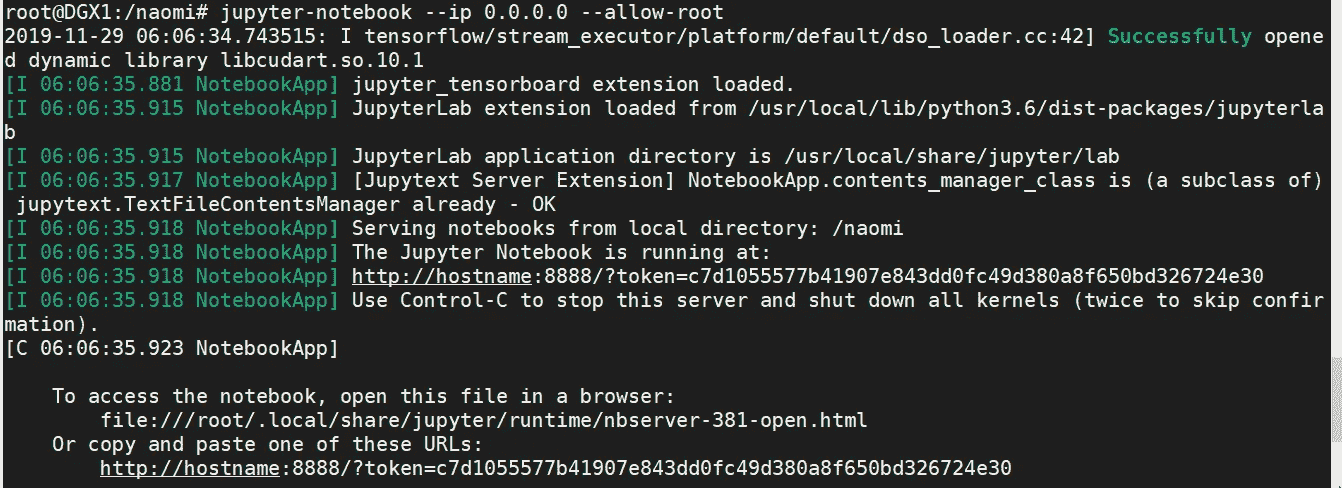 root@DGX1:/naomi# jupyter-notebook --ip 0.0.0.0 --allow-root
2019-11-29 06:06:34.743515: I tensorflow/stream_executor/platform/default/dso_loader.cc:42] Successfully opene
d dynamic library libcudart.so.10.1
[I 06:06:35.881 NotebookApp] jupyter_tensorboard extension loaded.
[I 06:06:35.915 NotebookApp] JupyterLab extension loaded from /usr/local/lib/python3.6/dist-packages/jupyterla
b
[I 06:06:35.915 NotebookApp] JupyterLab application directory is /usr/local/share/jupyter/lab
[I 06:06:35.917 NotebookApp] [Jupytext Server Extension] NotebookApp.contents_manager_class is (a subclass of)
 jupytext.TextFileContentsManager already - OK
[I 06:06:35.918 NotebookApp] Serving notebooks from local directory: /naomi
[I 06:06:35.918 NotebookApp] The Jupyter Notebook is running at:
[I 06:06:35.918 NotebookApp] http://hostname:8888/?token=c7d1055577b41907e843dd0fc49d380a8f650bd326724e30
[I 06:06:35.918 NotebookApp] Use Control-C to stop this server and shut down all kernels (twice to skip confir
mation).
[C 06:06:35.923 NotebookApp]
To access the notebook, open this file in a browser:
file:///root/.local/share/jupyter/runtime/nbserver-381-open.html
Or copy and paste one of these URLs:
http://hostname:8888/?token=c7d1055577b41907e843dd0fc49d380a8f650bd326724e30